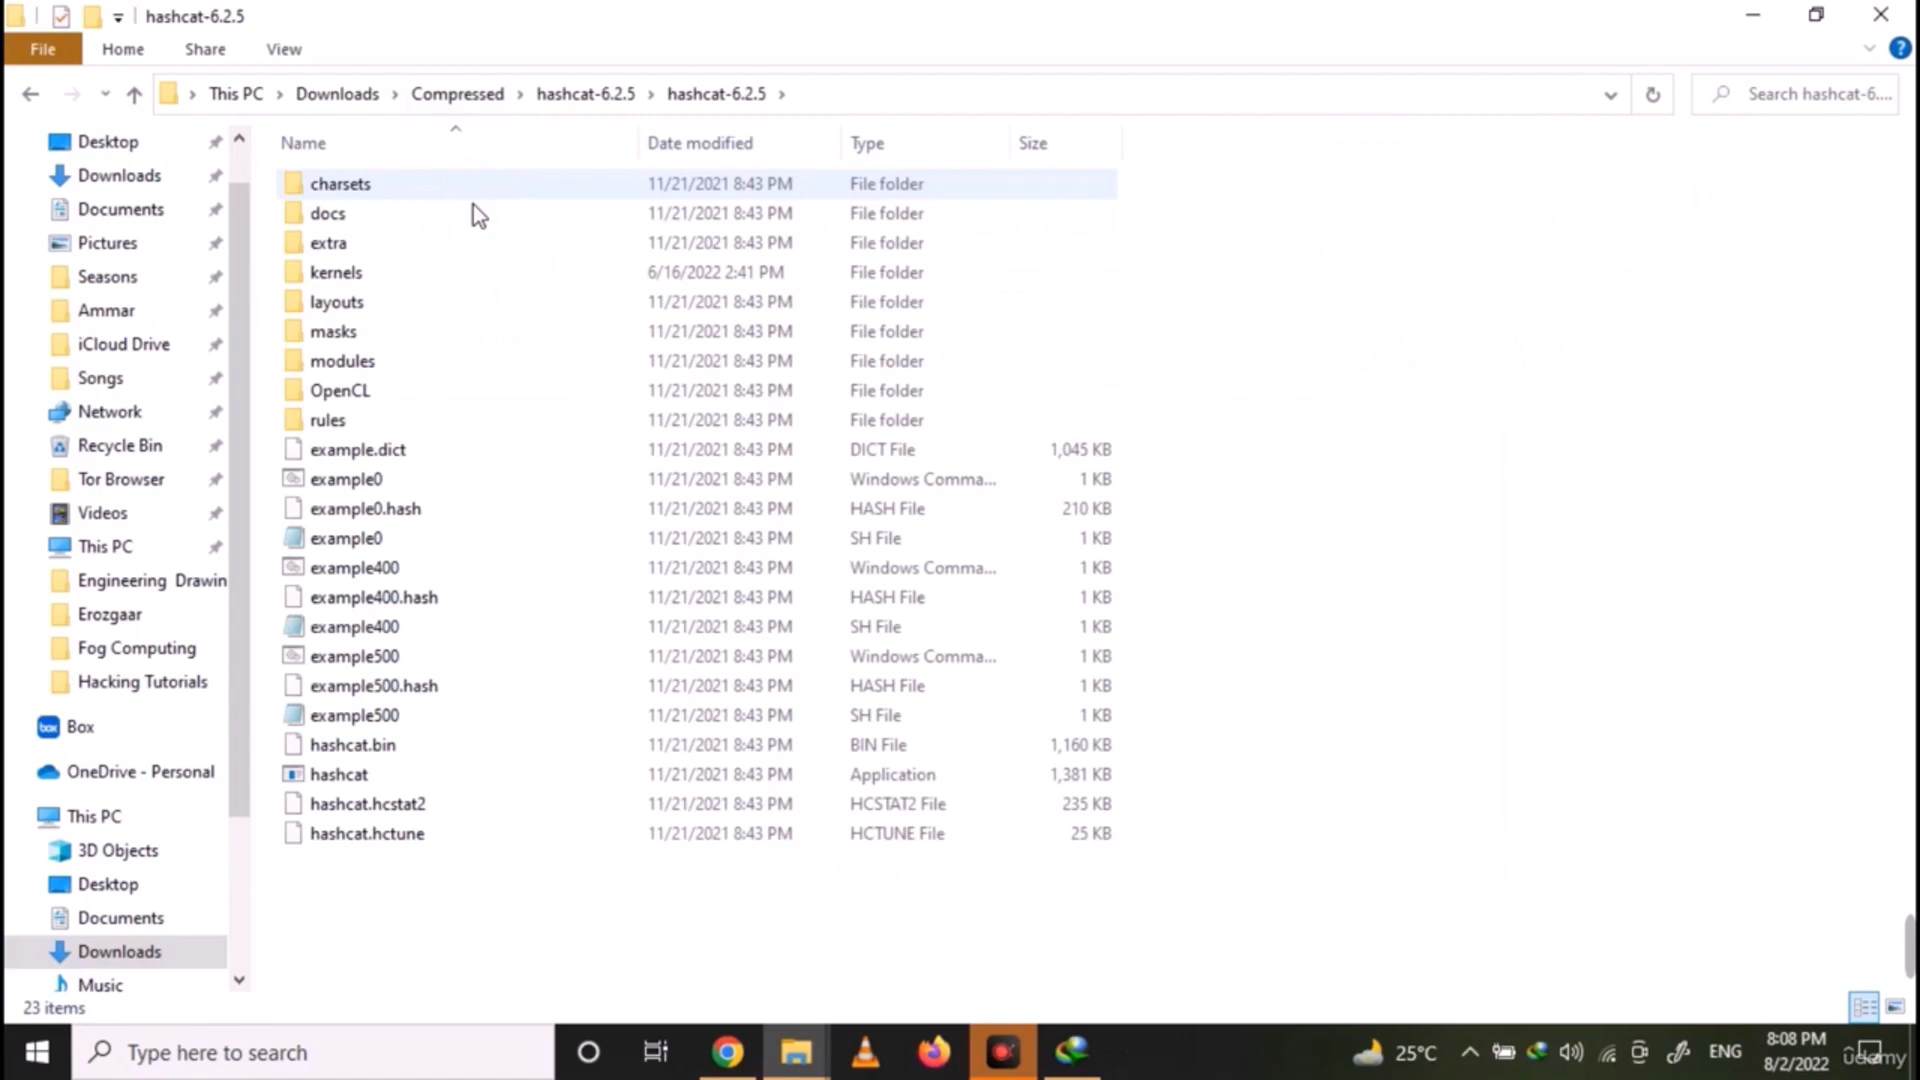 hashcat-6.2.5
File Home Share View
This PC > Downloads > Compressed > hashcat-6.2.5 > hashcat-6.2.5 >
Search hashcat-6....
Desktop
Downloads
Documents
Pictures
Seasons
Ammar
iCloud Drive
Songs
Network
Recycle Bin
Tor Browser
Videos
This PC
Engineering Drawin
Erozgaar
Fog Computing
Hacking Tutorials
Box
OneDrive - Personal
This PC
3D Objects
Desktop
Documents
Downloads
Music
Name Date modified Type Size
charsets 11/21/2021 8:43 PM File folder
docs 11/21/2021 8:43 PM File folder
extra 11/21/2021 8:43 PM File folder
kernels 6/16/2022 2:41 PM File folder
layouts 11/21/2021 8:43 PM File folder
masks 11/21/2021 8:43 PM File folder
modules 11/21/2021 8:43 PM File folder
OpenCL 11/21/2021 8:43 PM File folder
rules 11/21/2021 8:43 PM File folder
example.dict 11/21/2021 8:43 PM DICT File 1,045 KB
example0 11/21/2021 8:43 PM Windows Comma... 1 KB
example0.hash 11/21/2021 8:43 PM HASH File 210 KB
example0 11/21/2021 8:43 PM SH File 1 KB
example400 11/21/2021 8:43 PM Windows Comma... 1 KB
example400.hash 11/21/2021 8:43 PM HASH File 1 KB
example400 11/21/2021 8:43 PM SH File 1 KB
example500 11/21/2021 8:43 PM Windows Comma... 1 KB
example500.hash 11/21/2021 8:43 PM HASH File 1 KB
example500 11/21/2021 8:43 PM SH File 1 KB
hashcat.bin 11/21/2021 8:43 PM BIN File 1,160 KB
hashcat 11/21/2021 8:43 PM Application 1,381 KB
hashcat.hcstat2 11/21/2021 8:43 PM HCSTAT2 File 235 KB
hashcat.hctune 11/21/2021 8:43 PM HCTUNE File 25 KB
23 items
Type here to search
25°C
ENG
8:08 PM
8/2/2022
ûdemy